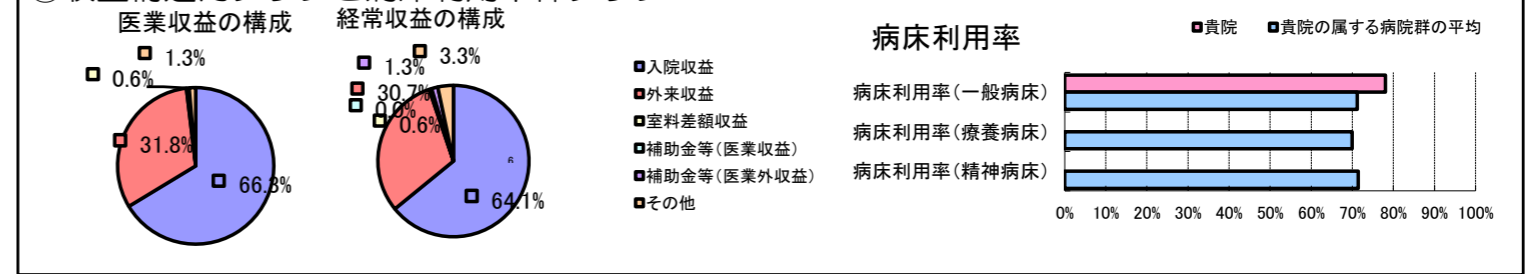 医業収益の構成
1.3%
0.6%
31.8%
66.3%
経常収益の構成
3.3%
1.3%
30.7%
0.0%
0.6%
6
64.1%
■入院収益
■外来収益
■室料差額収益
■補助金等(医業収益)
■補助金等(医業外収益)
■その他
病床利用率
■貴院 ■貴院の属する病院群の平均
病床利用率(一般病床)
病床利用率(療養病床)
病床利用率(精神病床)
0% 10% 20% 30% 40% 50% 60% 70% 80% 90% 100%